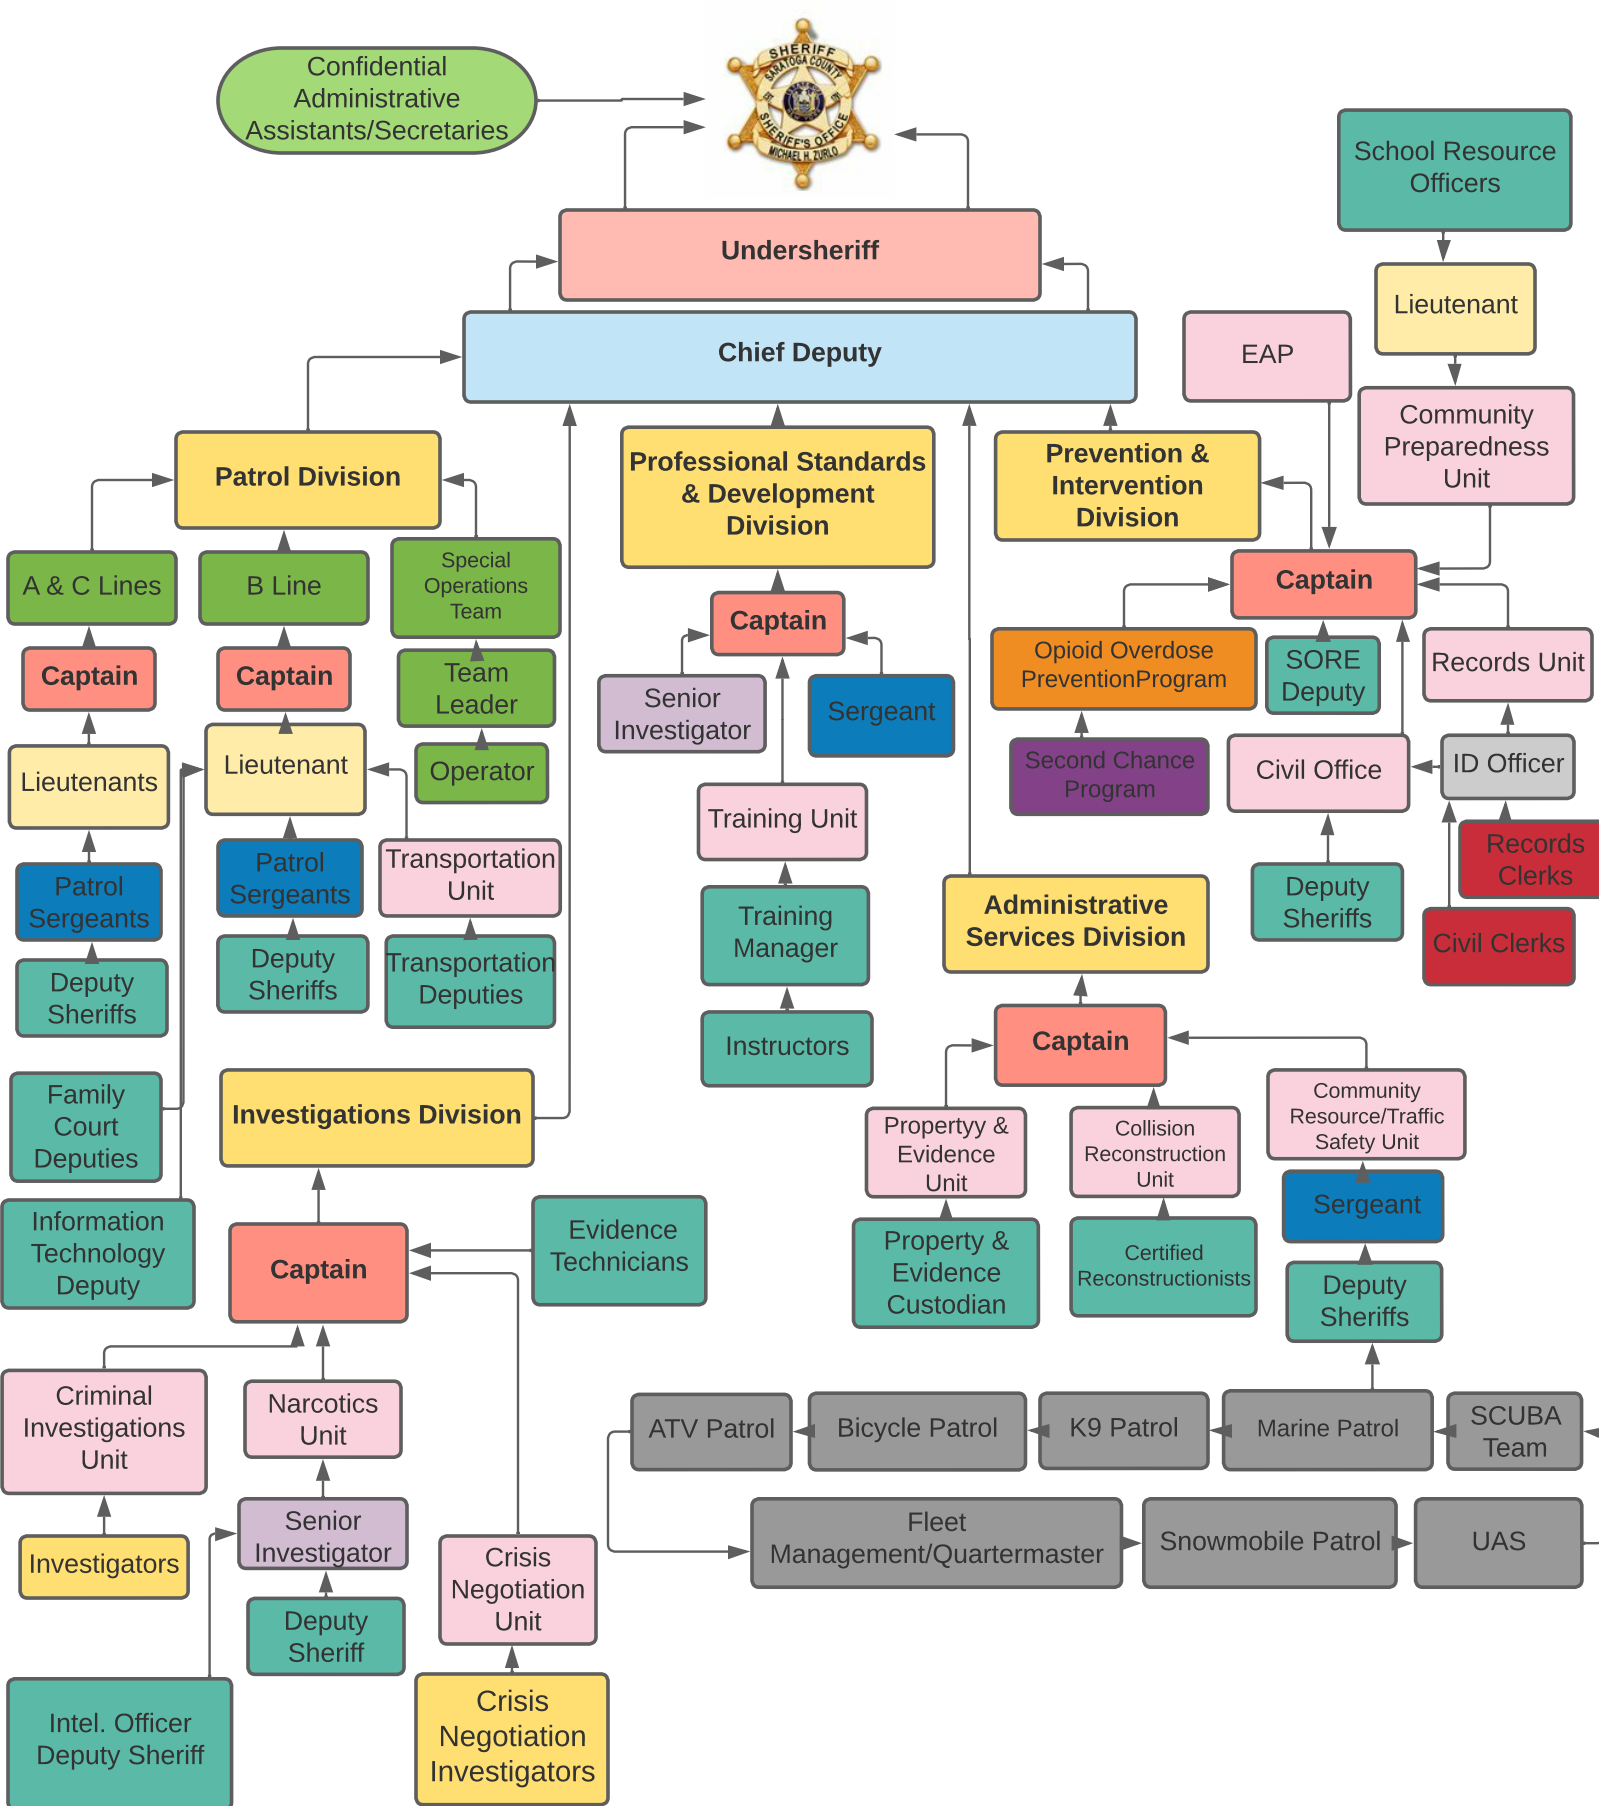 Confidential
Administrative
Assistants/Secretaries
SHERIFF
SARATOGA COUNTY
SHERIFF'S OFFICE
MICHAEL H. ZURLO
School Resource
Officers
Undersheriff
Lieutenant
Chief Deputy
EAP
Community
Preparedness
Unit
Patrol Division
Professional Standards
& Development
Division
Prevention &
Intervention
Division
A & C Lines
B Line
Special
Operations
Team
Captain
Captain
Captain
Captain
Team
Leader
Senior
Investigator
Sergeant
Opioid Overdose
PreventionProgram
SORE
Deputy
Records Unit
Lieutenants
Lieutenant
Operator
Second Chance
Program
Civil Office
ID Officer
Training Unit
Patrol
Sergeants
Patrol
Sergeants
Transportation
Unit
Records
Clerks
Deputy
Sheriffs
Civil Clerks
Training
Manager
Administrative
Services Division
Deputy
Sheriffs
Deputy
Sheriffs
Transportation
Deputies
Instructors
Captain
Family
Court
Deputies
Investigations Division
Propertyy &
Evidence
Unit
Collision
Reconstruction
Unit
Community
Resource/Traffic
Safety Unit
Information
Technology
Deputy
Captain
Evidence
Technicians
Property &
Evidence
Custodian
Certified
Reconstructionists
Sergeant
Deputy
Sheriffs
Criminal
Investigations
Unit
Narcotics
Unit
ATV Patrol
Bicycle Patrol
K9 Patrol
Marine Patrol
SCUBA
Team
Investigators
Senior
Investigator
Crisis
Negotiation
Unit
Fleet
Management/Quartermaster
Snowmobile Patrol
UAS
Deputy
Sheriff
Intel. Officer
Deputy Sheriff
Crisis
Negotiation
Investigators